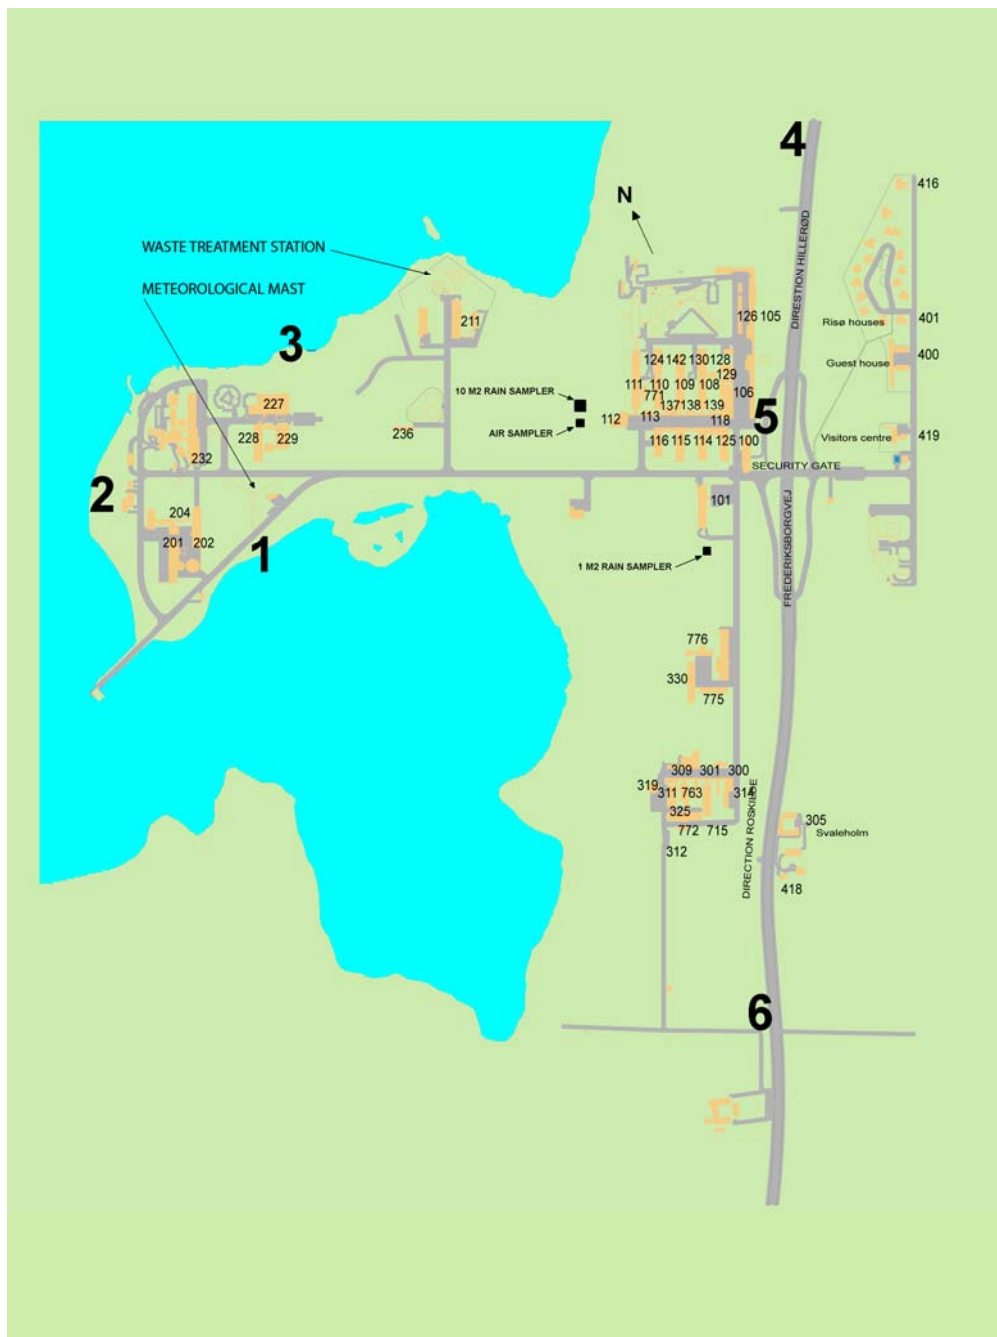 4
416
N
DIRESTION HILLERØD
WASTE TREATMENT STATION
METEOROLOGICAL MAST
126 105
401
211
Risø houses
3
400
124 142 130 128
Guest house
129
111 110 109 108
10 M2 RAIN SAMPLER
771
106
227
137 138 139
5
112
113
118
AIR SAMPLER
236
228 229
116 115 114 125 100
419
Visitors centre
232
SECURITY GATE
2
101
204
1
201 202
FREDERIKSBORGVEJ
1 M2 RAIN SAMPLER
776
330
775
309 301 300
319
311 763 314
325
DIRECTION ROSKILDE
305
772 715
Svaleholm
312
418
6